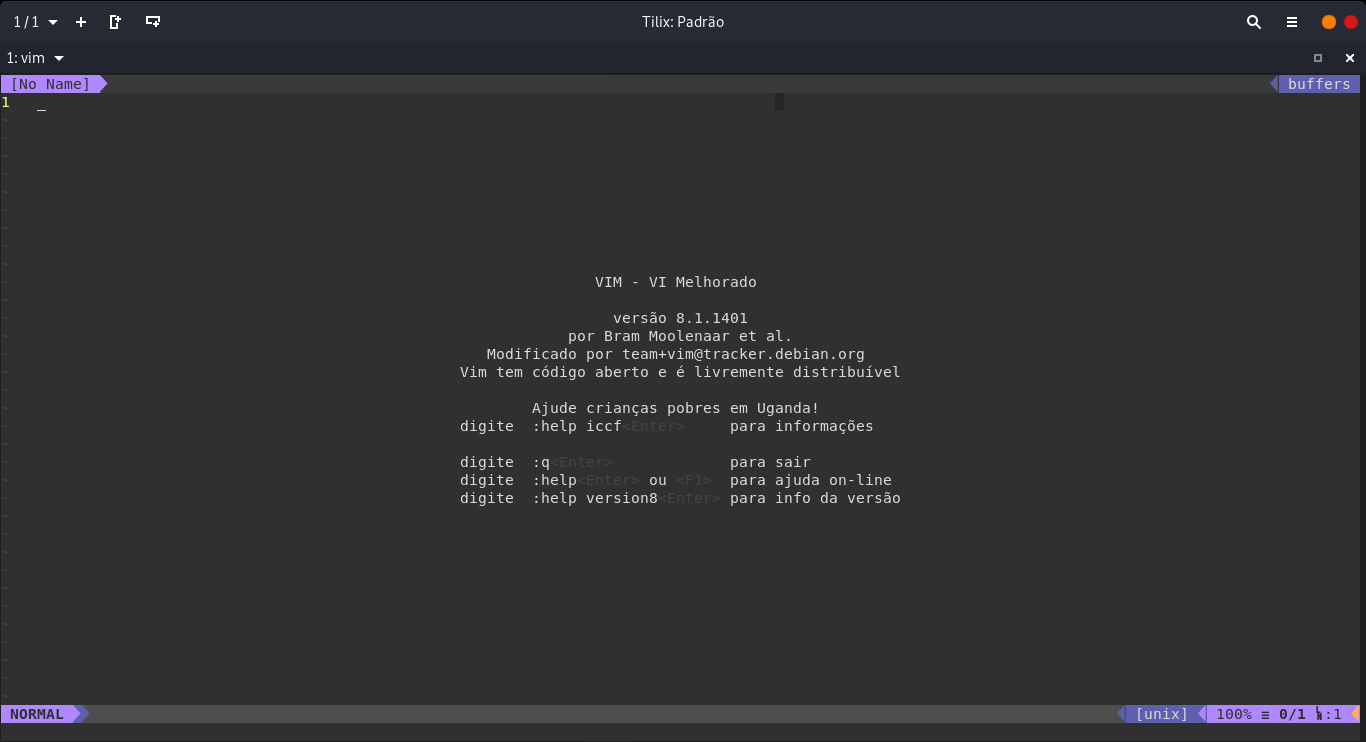 1 / 1 Tilix: Padrão
1: vim
[No Name] buffers
1 _
~
~
~
~
~
~
~
~
~
VIM - VI Melhorado
versão 8.1.1401
por Bram Moolenaar et al.
Modificado por team+vim@tracker.debian.org
Vim tem código aberto e é livremente distribuível
Ajude crianças pobres em Uganda!
digite :help iccf<Enter> para informações
digite :q<Enter> para sair
digite :help<Enter> ou <F1> para ajuda on-line
digite :help version8<Enter> para info da versão
~
~
~
~
~
~
~
~
~
~
~
NORMAL [unix] 100% ≡ 0/1 :1